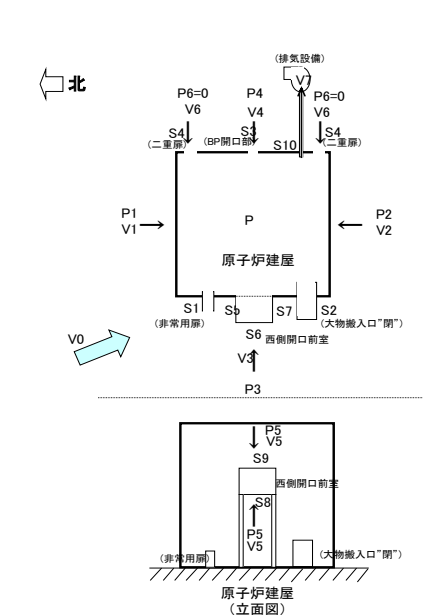 (排気設備)
北
V7
P6=0
V6
P4
V4
P6=0
V6
S4
(二重扉)
S3
(BP開口部)
S10
S4
(二重扉)
P1
V1
P
P2
V2
原子炉建屋
S1
S5
S7
S2
(非常用扉)
(大物搬入口"閉")
S6
西側開口前室
V0
V3
P3
P5
V5
S9
西側開口前室
S8
P5
V5
(非常用扉)
(大物搬入口"閉")
原子炉建屋
(立面図)